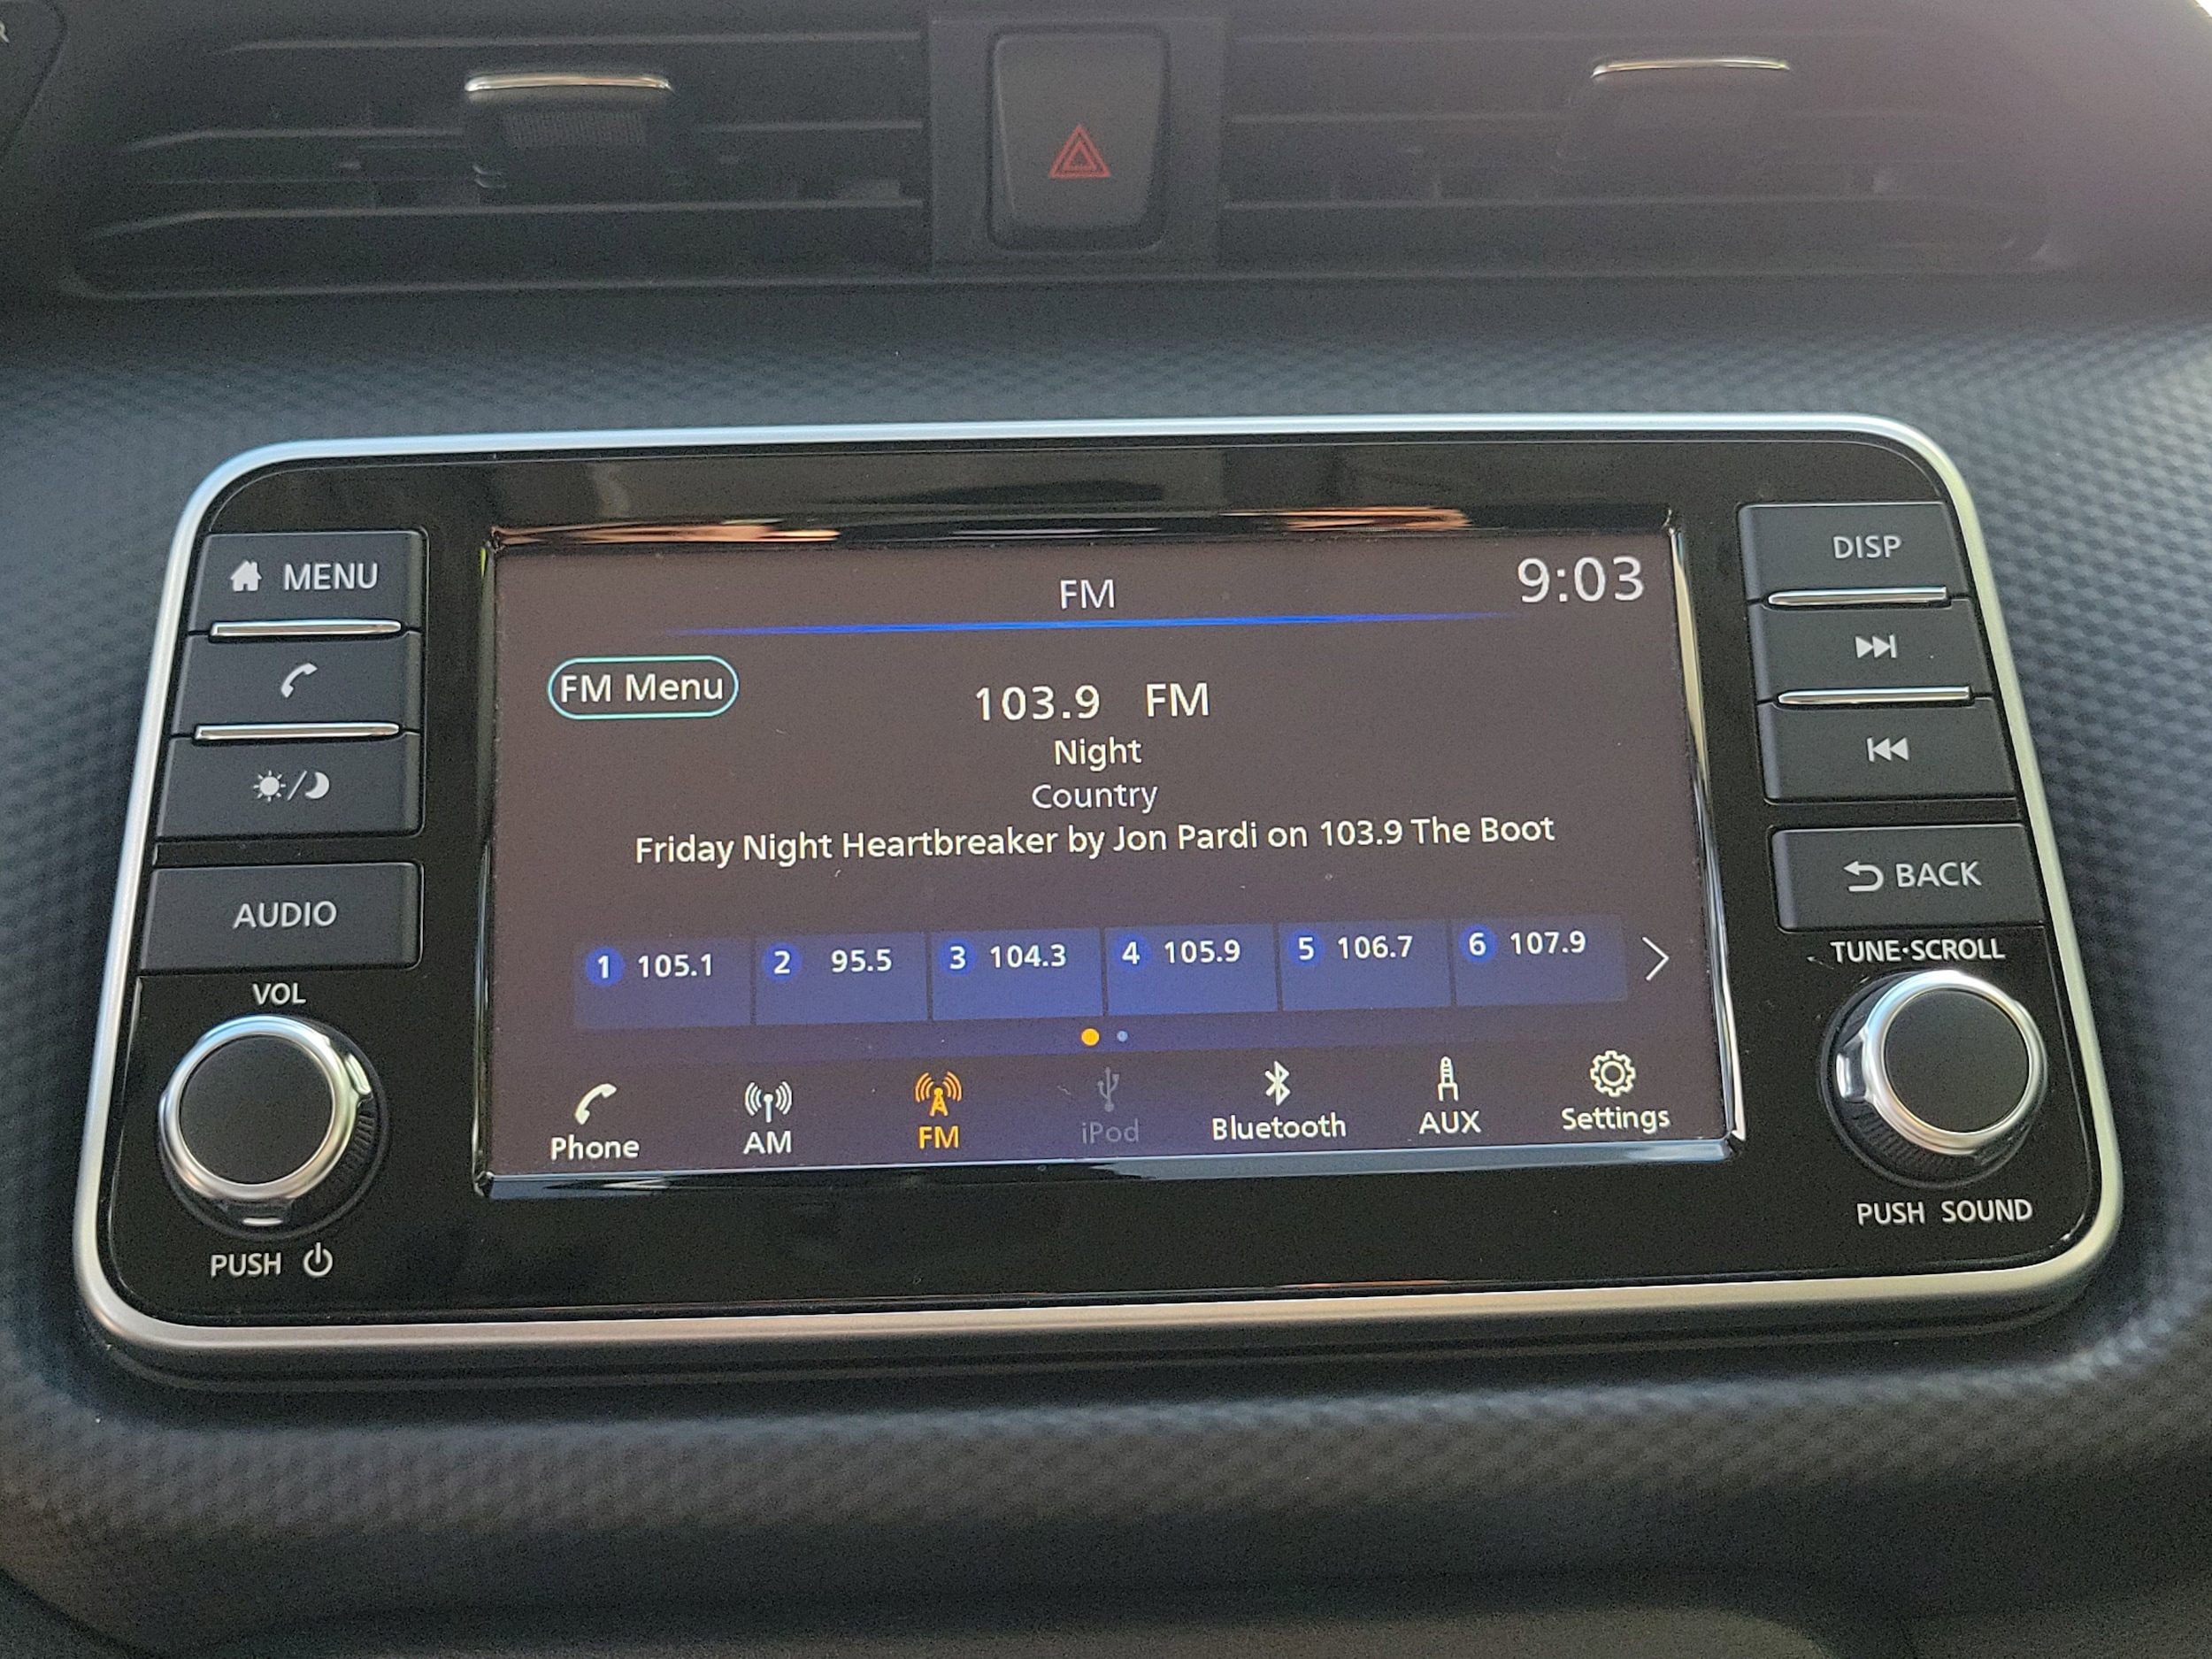 R
MENU
AUDIO
VOL
PUSH
FM
9:03
FM Menu
103.9 FM
Night
Country
Friday Night Heartbreaker by Jon Pardi on 103.9 The Boot
1 105.1 2 95.5 3 104.3 4 105.9 5 106.7 6 107.9
Phone AM FM iPod Bluetooth AUX Settings
DISP
BACK
TUNE·SCROLL
PUSH SOUND